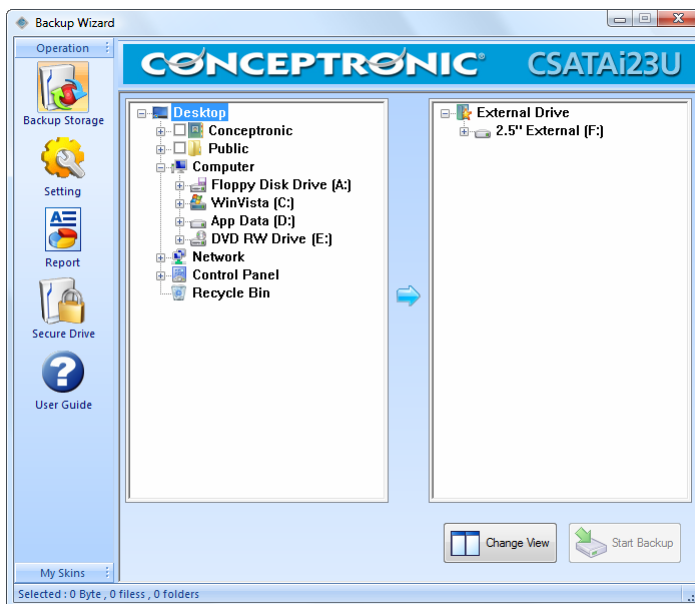 Backup Wizard
Operation
CONCEPTRONIC® CSATAi23U
Backup Storage
Setting
Report
Secure Drive
User Guide
My Skins
Desktop
Conceptronic
Public
Computer
Floppy Disk Drive (A:)
WinVista (C:)
App Data (D:)
DVD RW Drive (E:)
Network
Control Panel
Recycle Bin
External Drive
2.5" External (F:)
Change View
Start Backup
Selected : 0 Byte , 0 filess , 0 folders